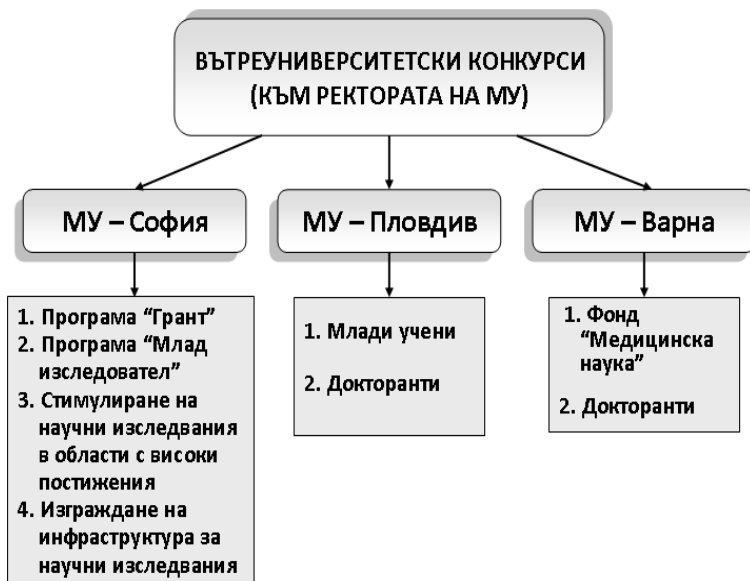 ВЪТРЕУНИВЕРСИТЕТСКИ КОНКУРСИ
(КЪМ РЕКТОРАТА НА МУ)
МУ – София
МУ – Пловдив
МУ – Варна
1. Програма “Грант”
2. Програма “Млад
изследовател”
3. Стимулиране на
научни изследвания
в области с високи
постижения
4. Изграждане на
инфраструктура за
научни изследвания
1. Млади учени
2. Докторанти
1. Фонд
“Медицинска
наука”
2. Докторанти